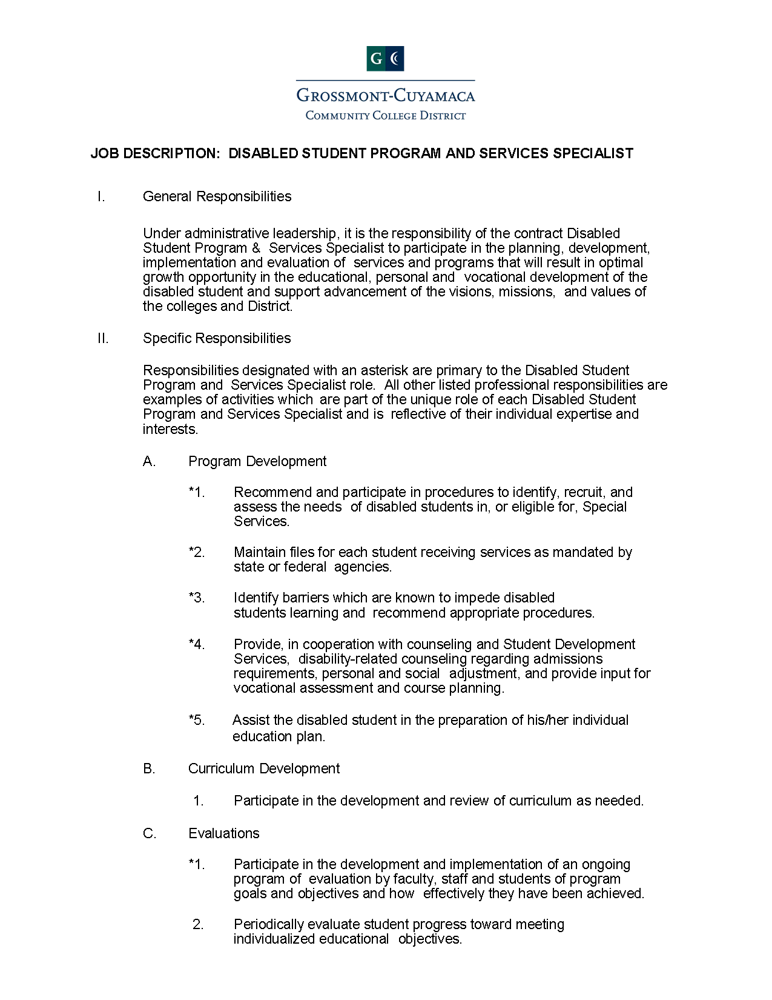 G C
GROSSMONT-CUYAMACA
COMMUNITY COLLEGE DISTRICT
JOB DESCRIPTION: DISABLED STUDENT PROGRAM AND SERVICES SPECIALIST
I. General Responsibilities
Under administrative leadership, it is the responsibility of the contract Disabled
Student Program & Services Specialist to participate in the planning, development,
implementation and evaluation of services and programs that will result in optimal
growth opportunity in the educational, personal and vocational development of the
disabled student and support advancement of the visions, missions, and values of
the colleges and District.
II. Specific Responsibilities
Responsibilities designated with an asterisk are primary to the Disabled Student
Program and Services Specialist role. All other listed professional responsibilities are
examples of activities which are part of the unique role of each Disabled Student
Program and Services Specialist and is reflective of their individual expertise and
interests.
A. Program Development
*1. Recommend and participate in procedures to identify, recruit, and
assess the needs of disabled students in, or eligible for, Special
Services.
*2. Maintain files for each student receiving services as mandated by
state or federal agencies.
*3. Identify barriers which are known to impede disabled
students learning and recommend appropriate procedures.
*4. Provide, in cooperation with counseling and Student Development
Services, disability-related counseling regarding admissions
requirements, personal and social adjustment, and provide input for
vocational assessment and course planning.
*5. Assist the disabled student in the preparation of his/her individual
education plan.
B. Curriculum Development
1. Participate in the development and review of curriculum as needed.
C. Evaluations
*1. Participate in the development and implementation of an ongoing
program of evaluation by faculty, staff and students of program
goals and objectives and how effectively they have been achieved.
2. Periodically evaluate student progress toward meeting
individualized educational objectives.